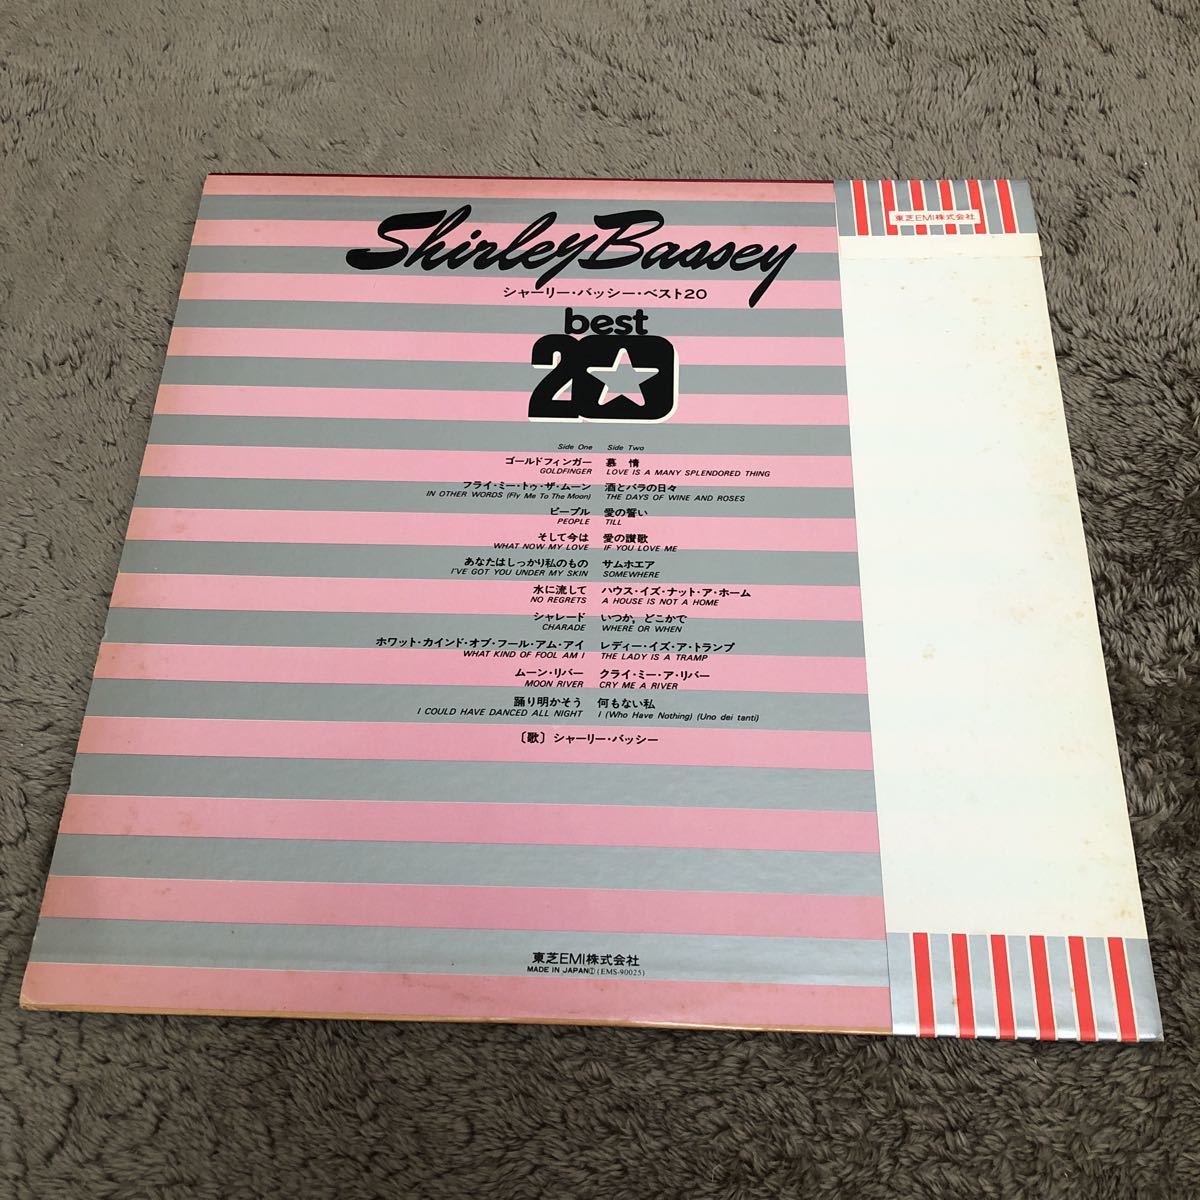 Shirley Bassey
シャーリー・バッシー・ベスト20
best
20
Side One
ゴールドフィンガー
GOLDFINGER
フライ・ミー・トゥ・ザ・ムーン
IN OTHER WORDS (Fly Me To The Moon)
ピープル
PEOPLE
そして今は
WHAT NOW MY LOVE
あなたはしっかり私のもの
I'VE GOT YOU UNDER MY SKIN
水に流して
NO REGRETS
シャレード
CHARADE
ホワット・カインド・オブ・フール・アム・アイ
WHAT KIND OF FOOL AM I
ムーン・リバー
MOON RIVER
踊り明かそう
I COULD HAVE DANCED ALL NIGHT
Side Two
慕情
LOVE IS A MANY SPLENDORED THING
酒とバラの日々
THE DAYS OF WINE AND ROSES
愛の誓い
TILL
愛の讃歌
IF YOU LOVE ME
サムホエア
SOMEWHERE
ハウス・イズ・ナット・ア・ホーム
A HOUSE IS NOT A HOME
いつか,どこかで
WHERE OR WHEN
レディー・イズ・ア・トランプ
THE LADY IS A TRAMP
クライ・ミー・ア・リバー
CRY ME A RIVER
何もない私
I (Who Have Nothing) (Uno dei tanti)
〔歌〕シャーリー・バッシー
東芝EMI株式会社
MADE IN JAPANⒾ(EMS-90025)
東芝EMI株式会社